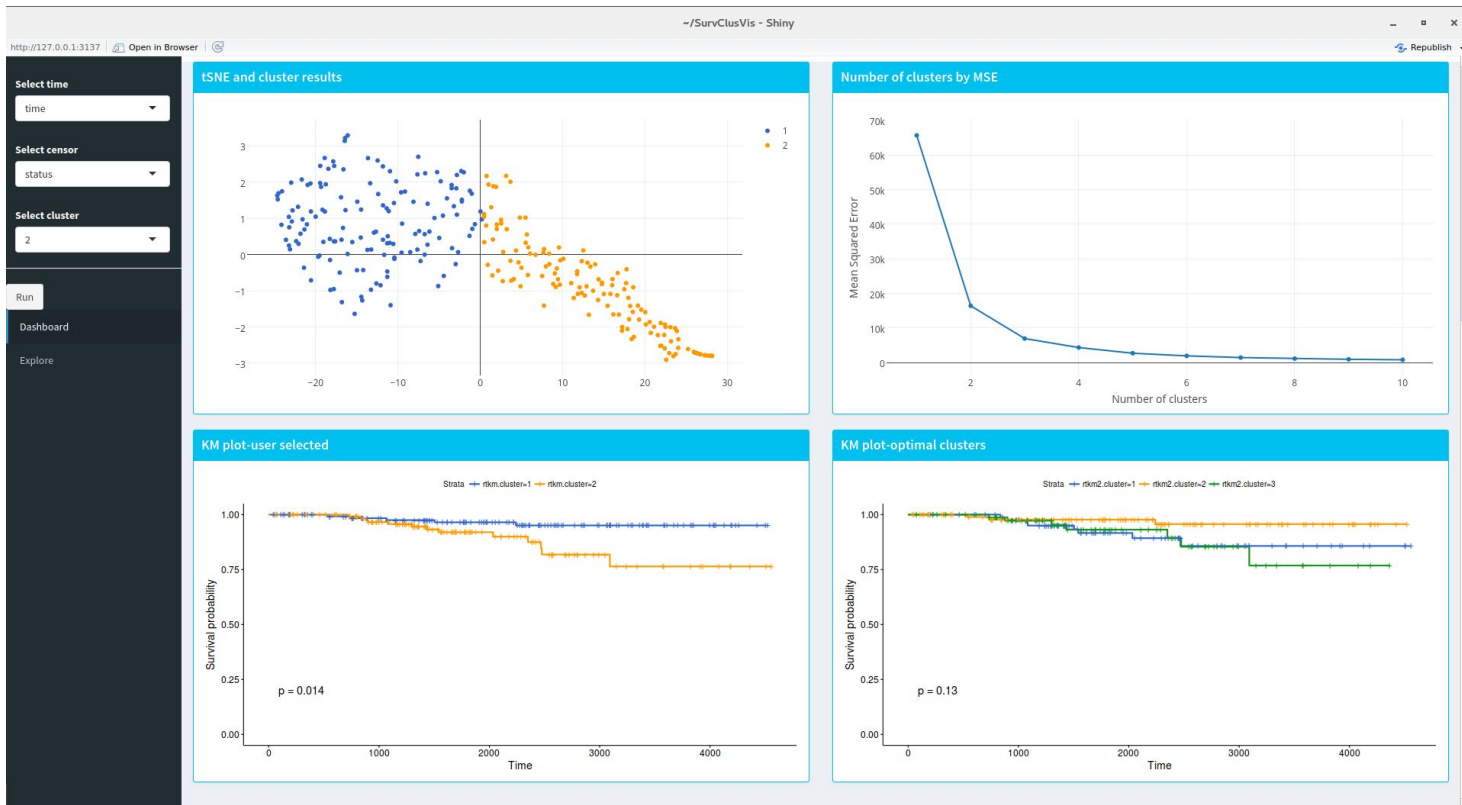 ~/SurvClusVis - Shiny
http://127.0.0.1:3137 Open in Browser Republish
Select time
time
Select censor
status
Select cluster
2
Run
Dashboard
Explore
tSNE and cluster results
1
2
3
2
1
0
−1
−2
−3
−20 −10 0 10 20 30
Number of clusters by MSE
Mean Squared Error
70k
60k
50k
40k
30k
20k
10k
0
2 4 6 8 10
Number of clusters
KM plot-user selected
Strata rtkm.cluster=1 rtkm.cluster=2
Survival probability
1.00
0.75
0.50
0.25
0.00
p = 0.014
0 1000 2000 3000 4000
Time
KM plot-optimal clusters
Strata rtkm2.cluster=1 rtkm2.cluster=2 rtkm2.cluster=3
Survival probability
1.00
0.75
0.50
0.25
0.00
p = 0.13
0 1000 2000 3000 4000
Time